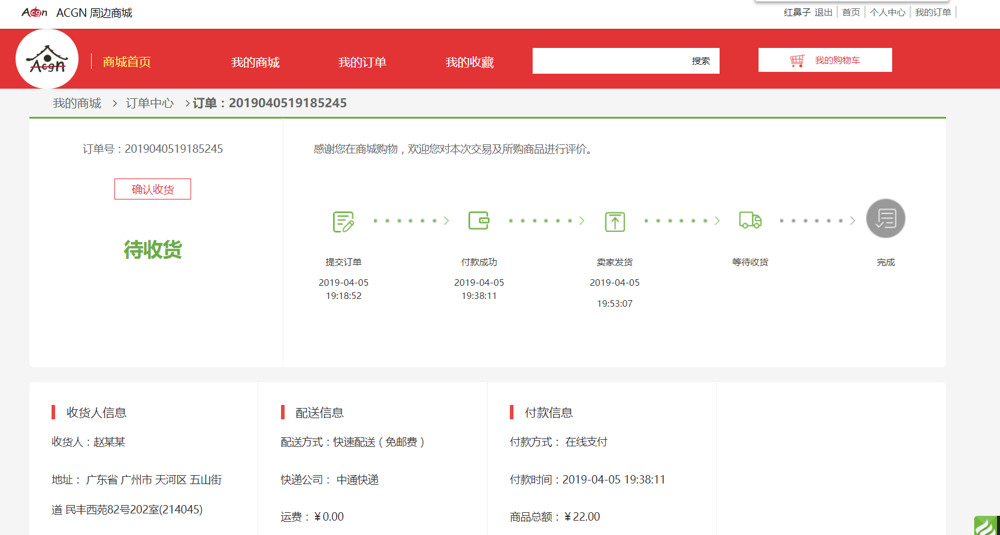 Acgn ACGN 周边商城
红鼻子 退出 首页 个人中心 我的订单
Acgn
商城首页 我的商城 我的订单 我的收藏 搜索 我的购物车
我的商城 > 订单中心 > 订单：2019040519185245
订单号：2019040519185245
确认收货
待收货
感谢您在商城购物，欢迎您对本次交易及所购商品进行评价。
提交订单
2019-04-05
19:18:52
付款成功
2019-04-05
19:38:11
卖家发货
2019-04-05
19:53:07
等待收货
完成
收货人信息
收货人：赵某某
地址： 广东省 广州市 天河区 五山街
道 民丰西苑82号202室(214045)
配送信息
配送方式：快速配送（免邮费）
快递公司： 中通快递
运费：￥0.00
付款信息
付款方式： 在线支付
付款时间：2019-04-05 19:38:11
商品总额：￥22.00